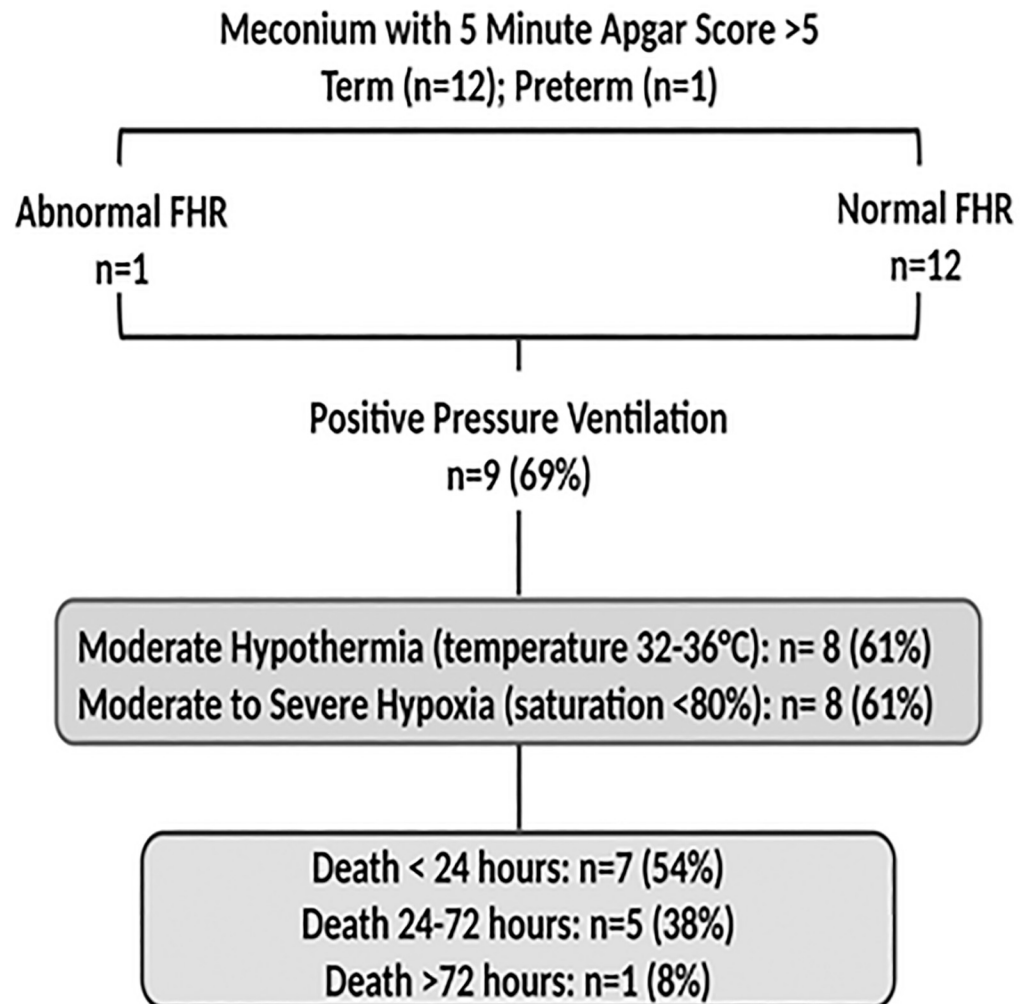 Meconium with 5 Minute Apgar Score >5
Term (n=12); Preterm (n=1)
Abnormal FHR
n=1
Normal FHR
n=12
Positive Pressure Ventilation
n=9 (69%)
Moderate Hypothermia (temperature 32-36°C): n= 8 (61%)
Moderate to Severe Hypoxia (saturation <80%): n= 8 (61%)
Death < 24 hours: n=7 (54%)
Death 24-72 hours: n=5 (38%)
Death >72 hours: n=1 (8%)